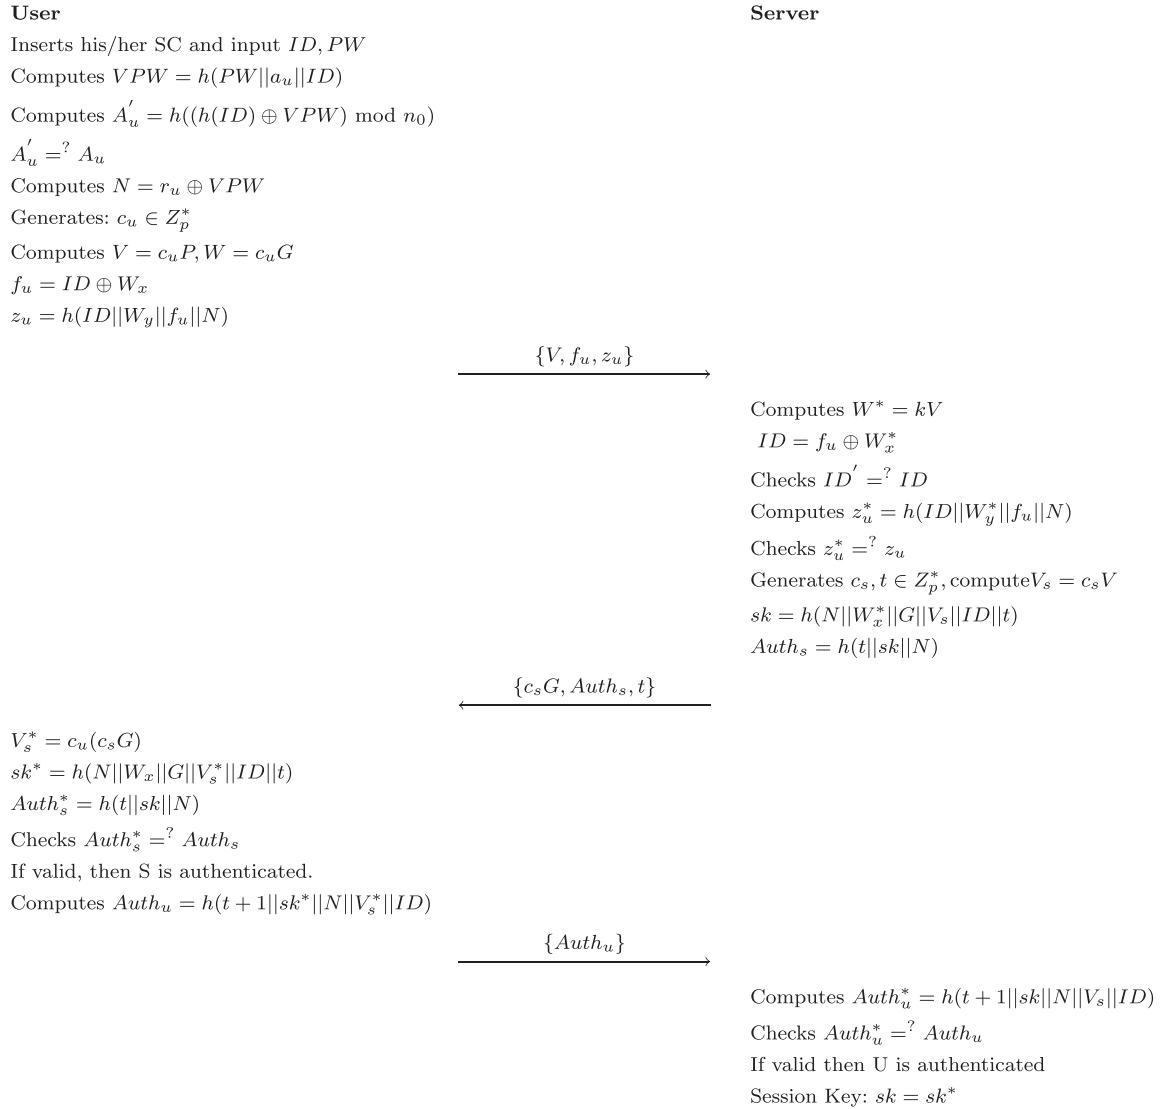 User
Server
Inserts his/her SC and input ID, PW
Computes VPW = h(PW||a_u||ID)
Computes A'_u = h((h(ID) ⊕ VPW) mod n_0)
A'_u =^? A_u
Computes N = r_u ⊕ VPW
Generates: c_u ∈ Z_p^*
Computes V = c_uP, W = c_uG
f_u = ID ⊕ W_x
z_u = h(ID||W_y||f_u||N)
{V, f_u, z_u}
Computes W^* = kV
ID = f_u ⊕ W_x^*
Checks ID' =^? ID
Computes z_u^* = h(ID||W_y^*||f_u||N)
Checks z_u^* =^? z_u
Generates c_s, t ∈ Z_p^*, computeV_s = c_sV
sk = h(N||W_x^*||G||V_s||ID||t)
Auth_s = h(t||sk||N)
{c_sG, Auth_s, t}
V_s^* = c_u(c_sG)
sk^* = h(N||W_x||G||V_s^*||ID||t)
Auth_s^* = h(t||sk||N)
Checks Auth_s^* =^? Auth_s
If valid, then S is authenticated.
Computes Auth_u = h(t + 1||sk^*||N||V_s^*||ID)
{Auth_u}
Computes Auth_u^* = h(t + 1||sk||N||V_s||ID)
Checks Auth_u^* =^? Auth_u
If valid then U is authenticated
Session Key: sk = sk^*